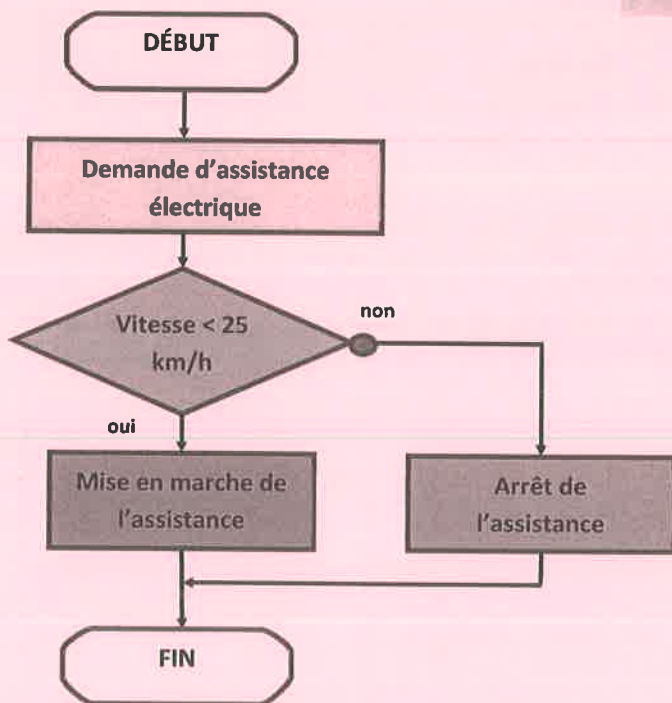 DÉBUT
Demande d'assistance
électrique
Vitesse < 25
km/h
non
oui
Mise en marche de
l'assistance
Arrêt de
l'assistance
FIN